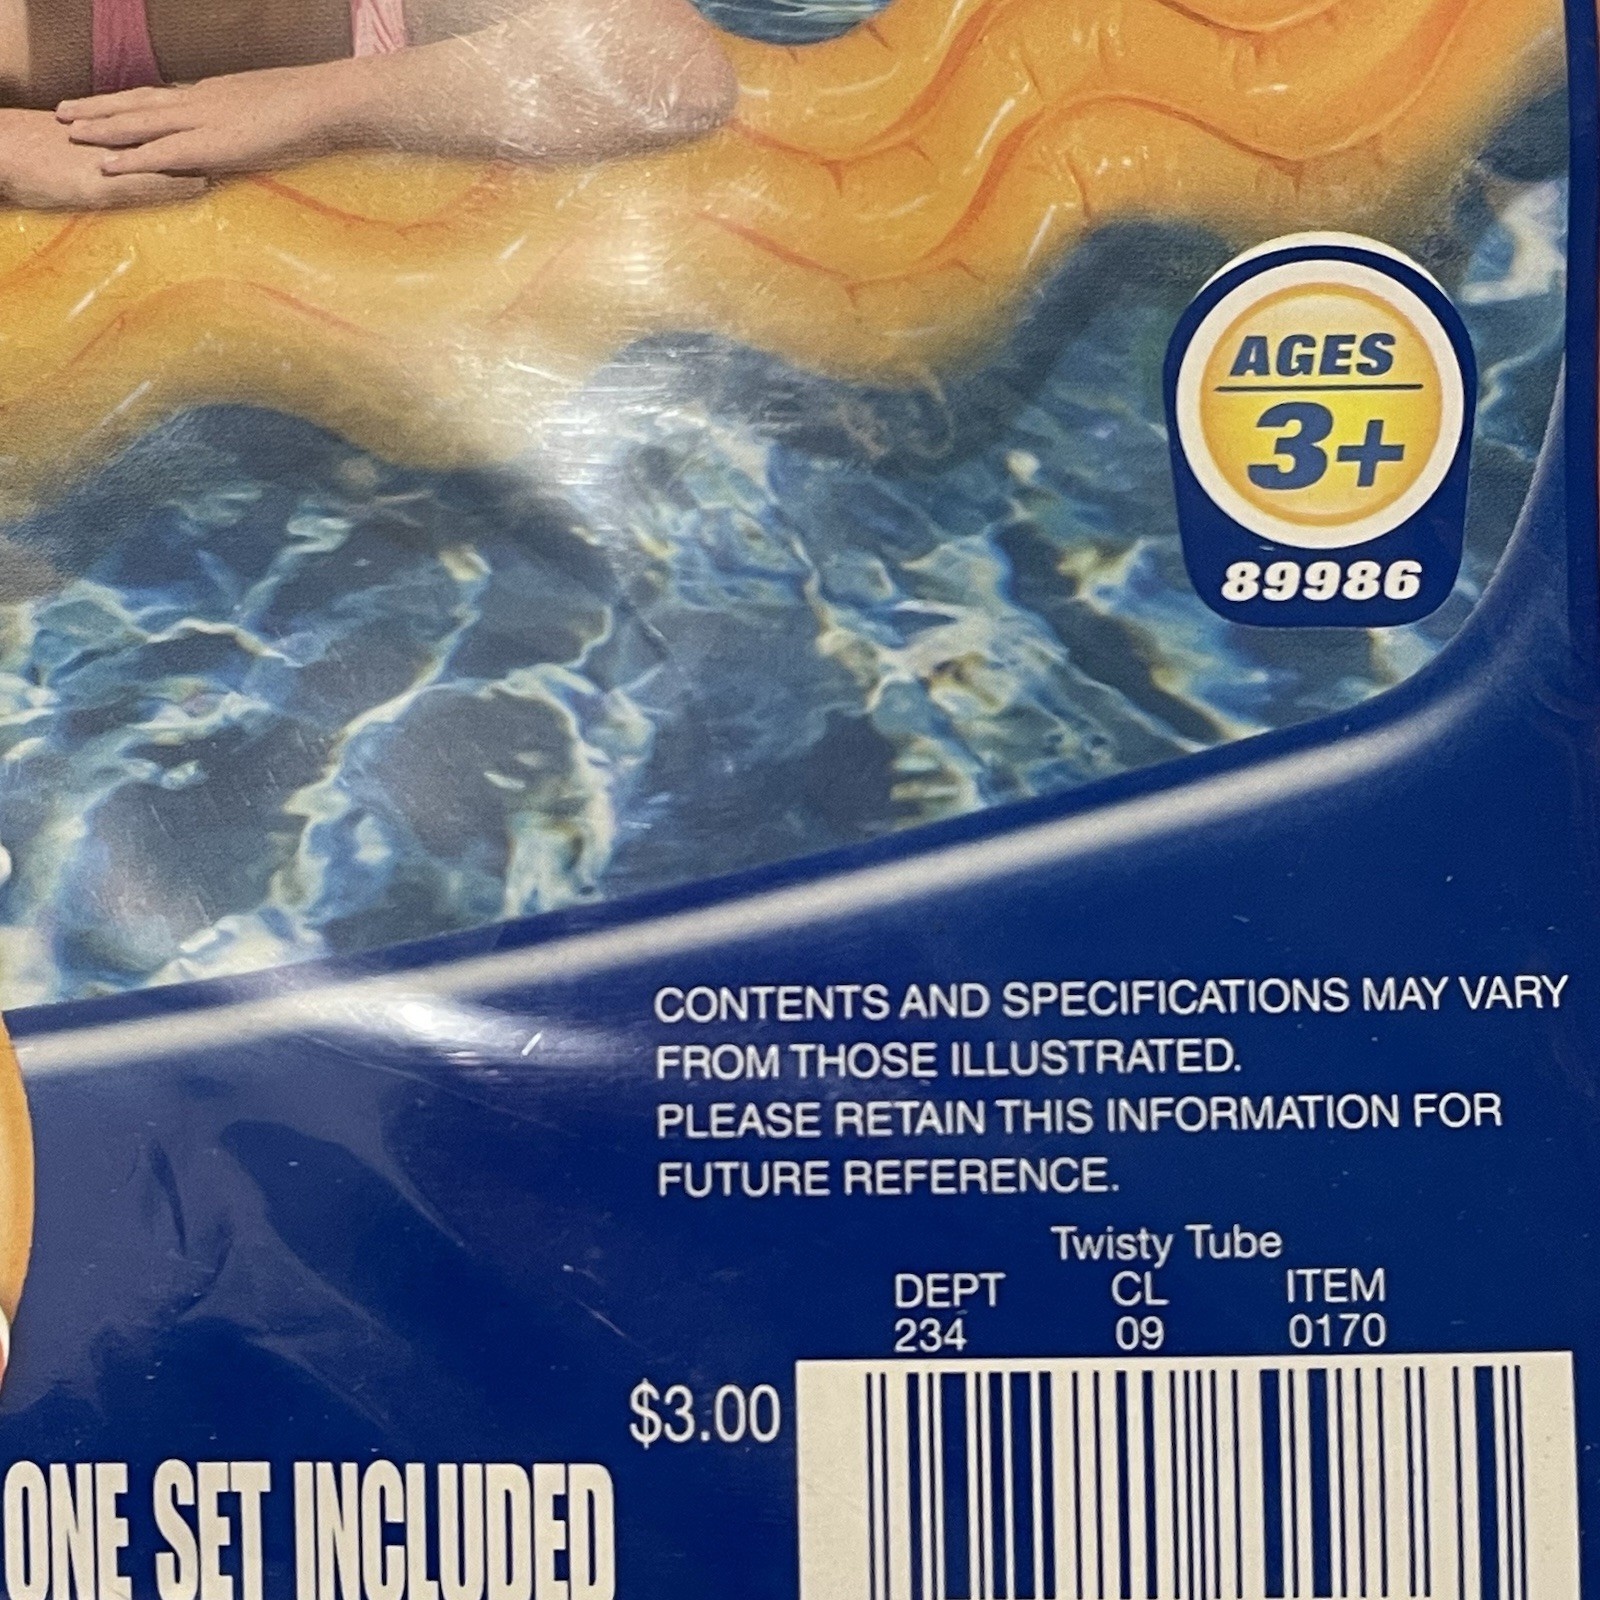 AGES
3+
89986
CONTENTS AND SPECIFICATIONS MAY VARY
FROM THOSE ILLUSTRATED.
PLEASE RETAIN THIS INFORMATION FOR
FUTURE REFERENCE.
Twisty Tube
DEPT CL ITEM
234 09 0170
$3.00
ONE SET INCLUDED